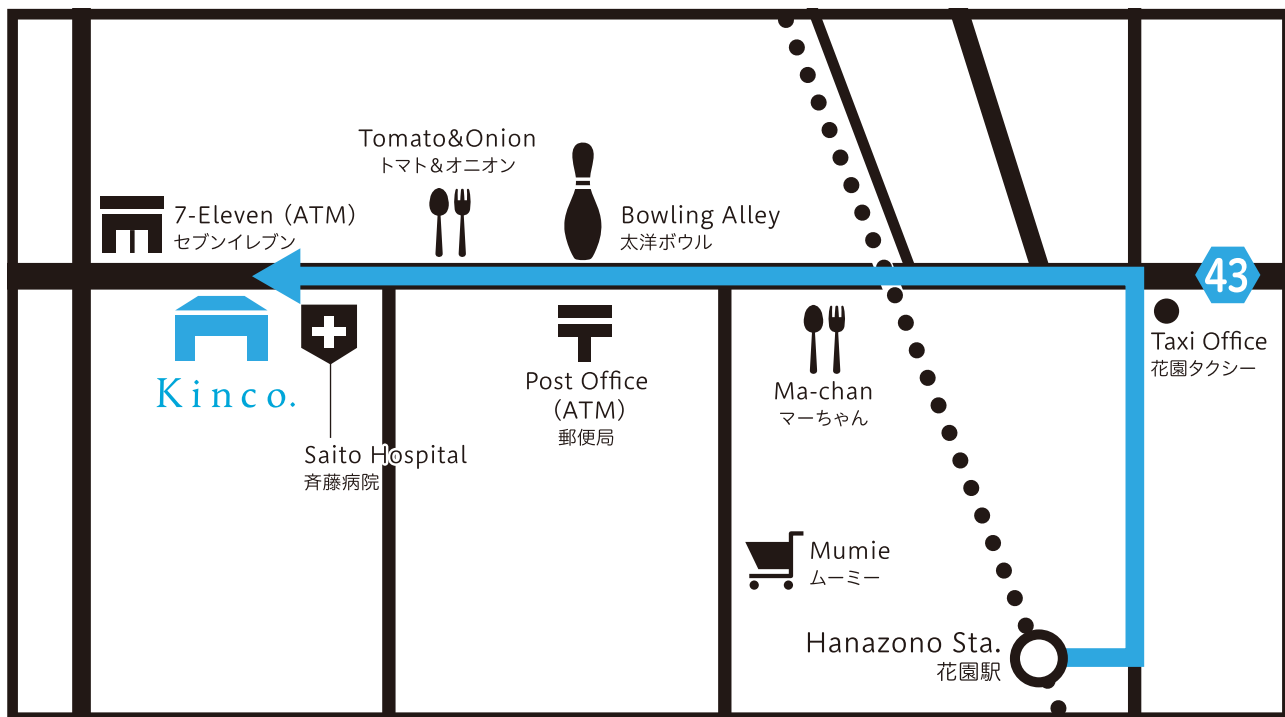 Tomato&Onion
トマト&オニオン
7-Eleven (ATM)
セブンイレブン
Bowling Alley
太洋ボウル
43
Taxi Office
花園タクシー
Kinco.
Post Office
(ATM)
郵便局
Ma-chan
マーちゃん
Saito Hospital
斉藤病院
Mumie
ムーミー
Hanazono Sta.
花園駅